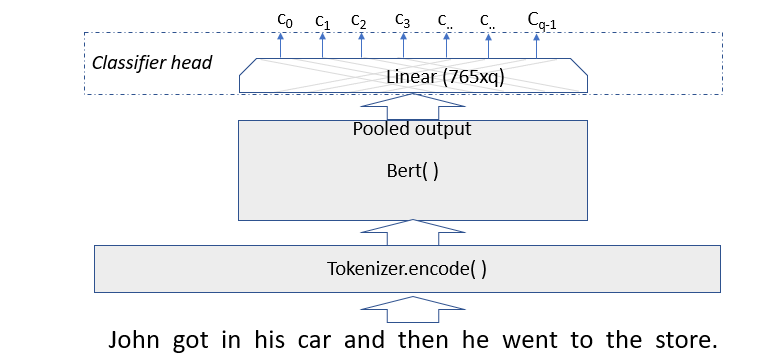 c0 c1 c2 c3 c.. c.. Cq-1
Classifier head
Linear (765xq)
Pooled output
Bert( )
Tokenizer.encode( )
John got in his car and then he went to the store.